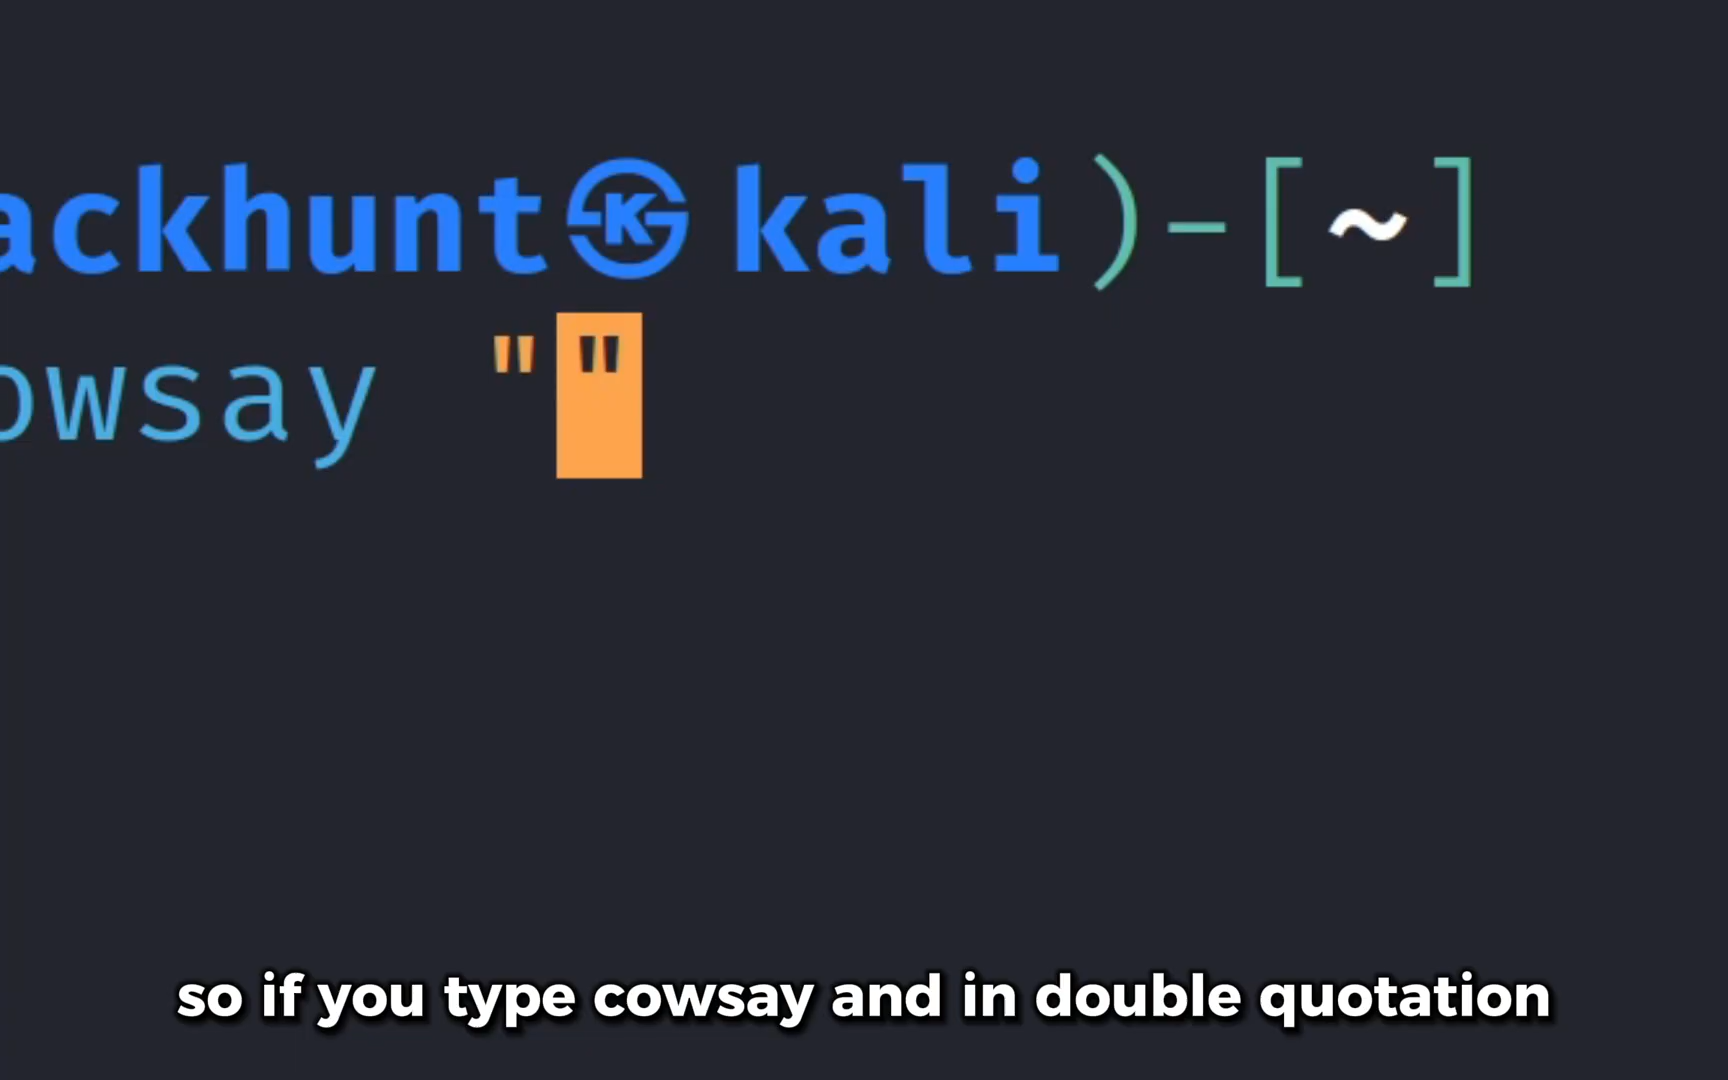 ackhunt㉿kali)-[~]
owsay ""
so if you type cowsay and in double quotation